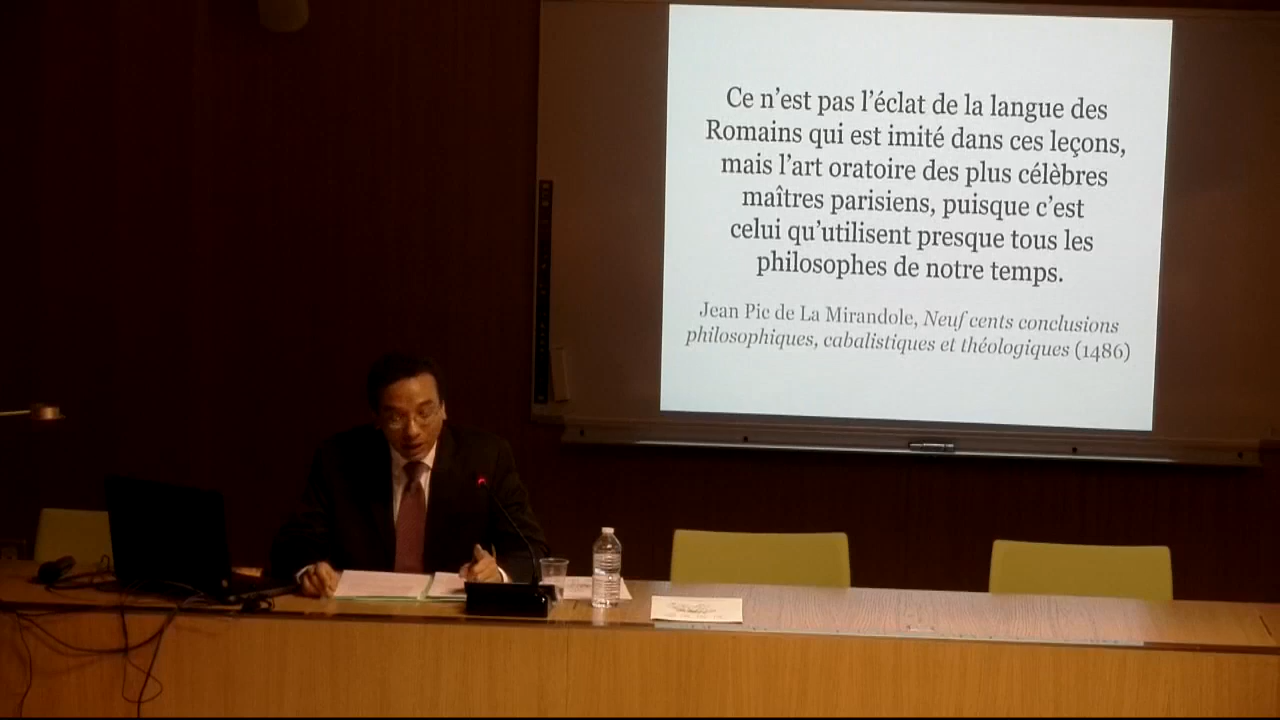 Ce n’est pas l’éclat de la langue des
Romains qui est imité dans ces leçons,
mais l’art oratoire des plus célèbres
maîtres parisiens, puisque c’est
celui qu’utilisent presque tous les
philosophes de notre temps.
Jean Pic de La Mirandole, Neuf cents conclusions
philosophiques, cabalistiques et théologiques (1486)